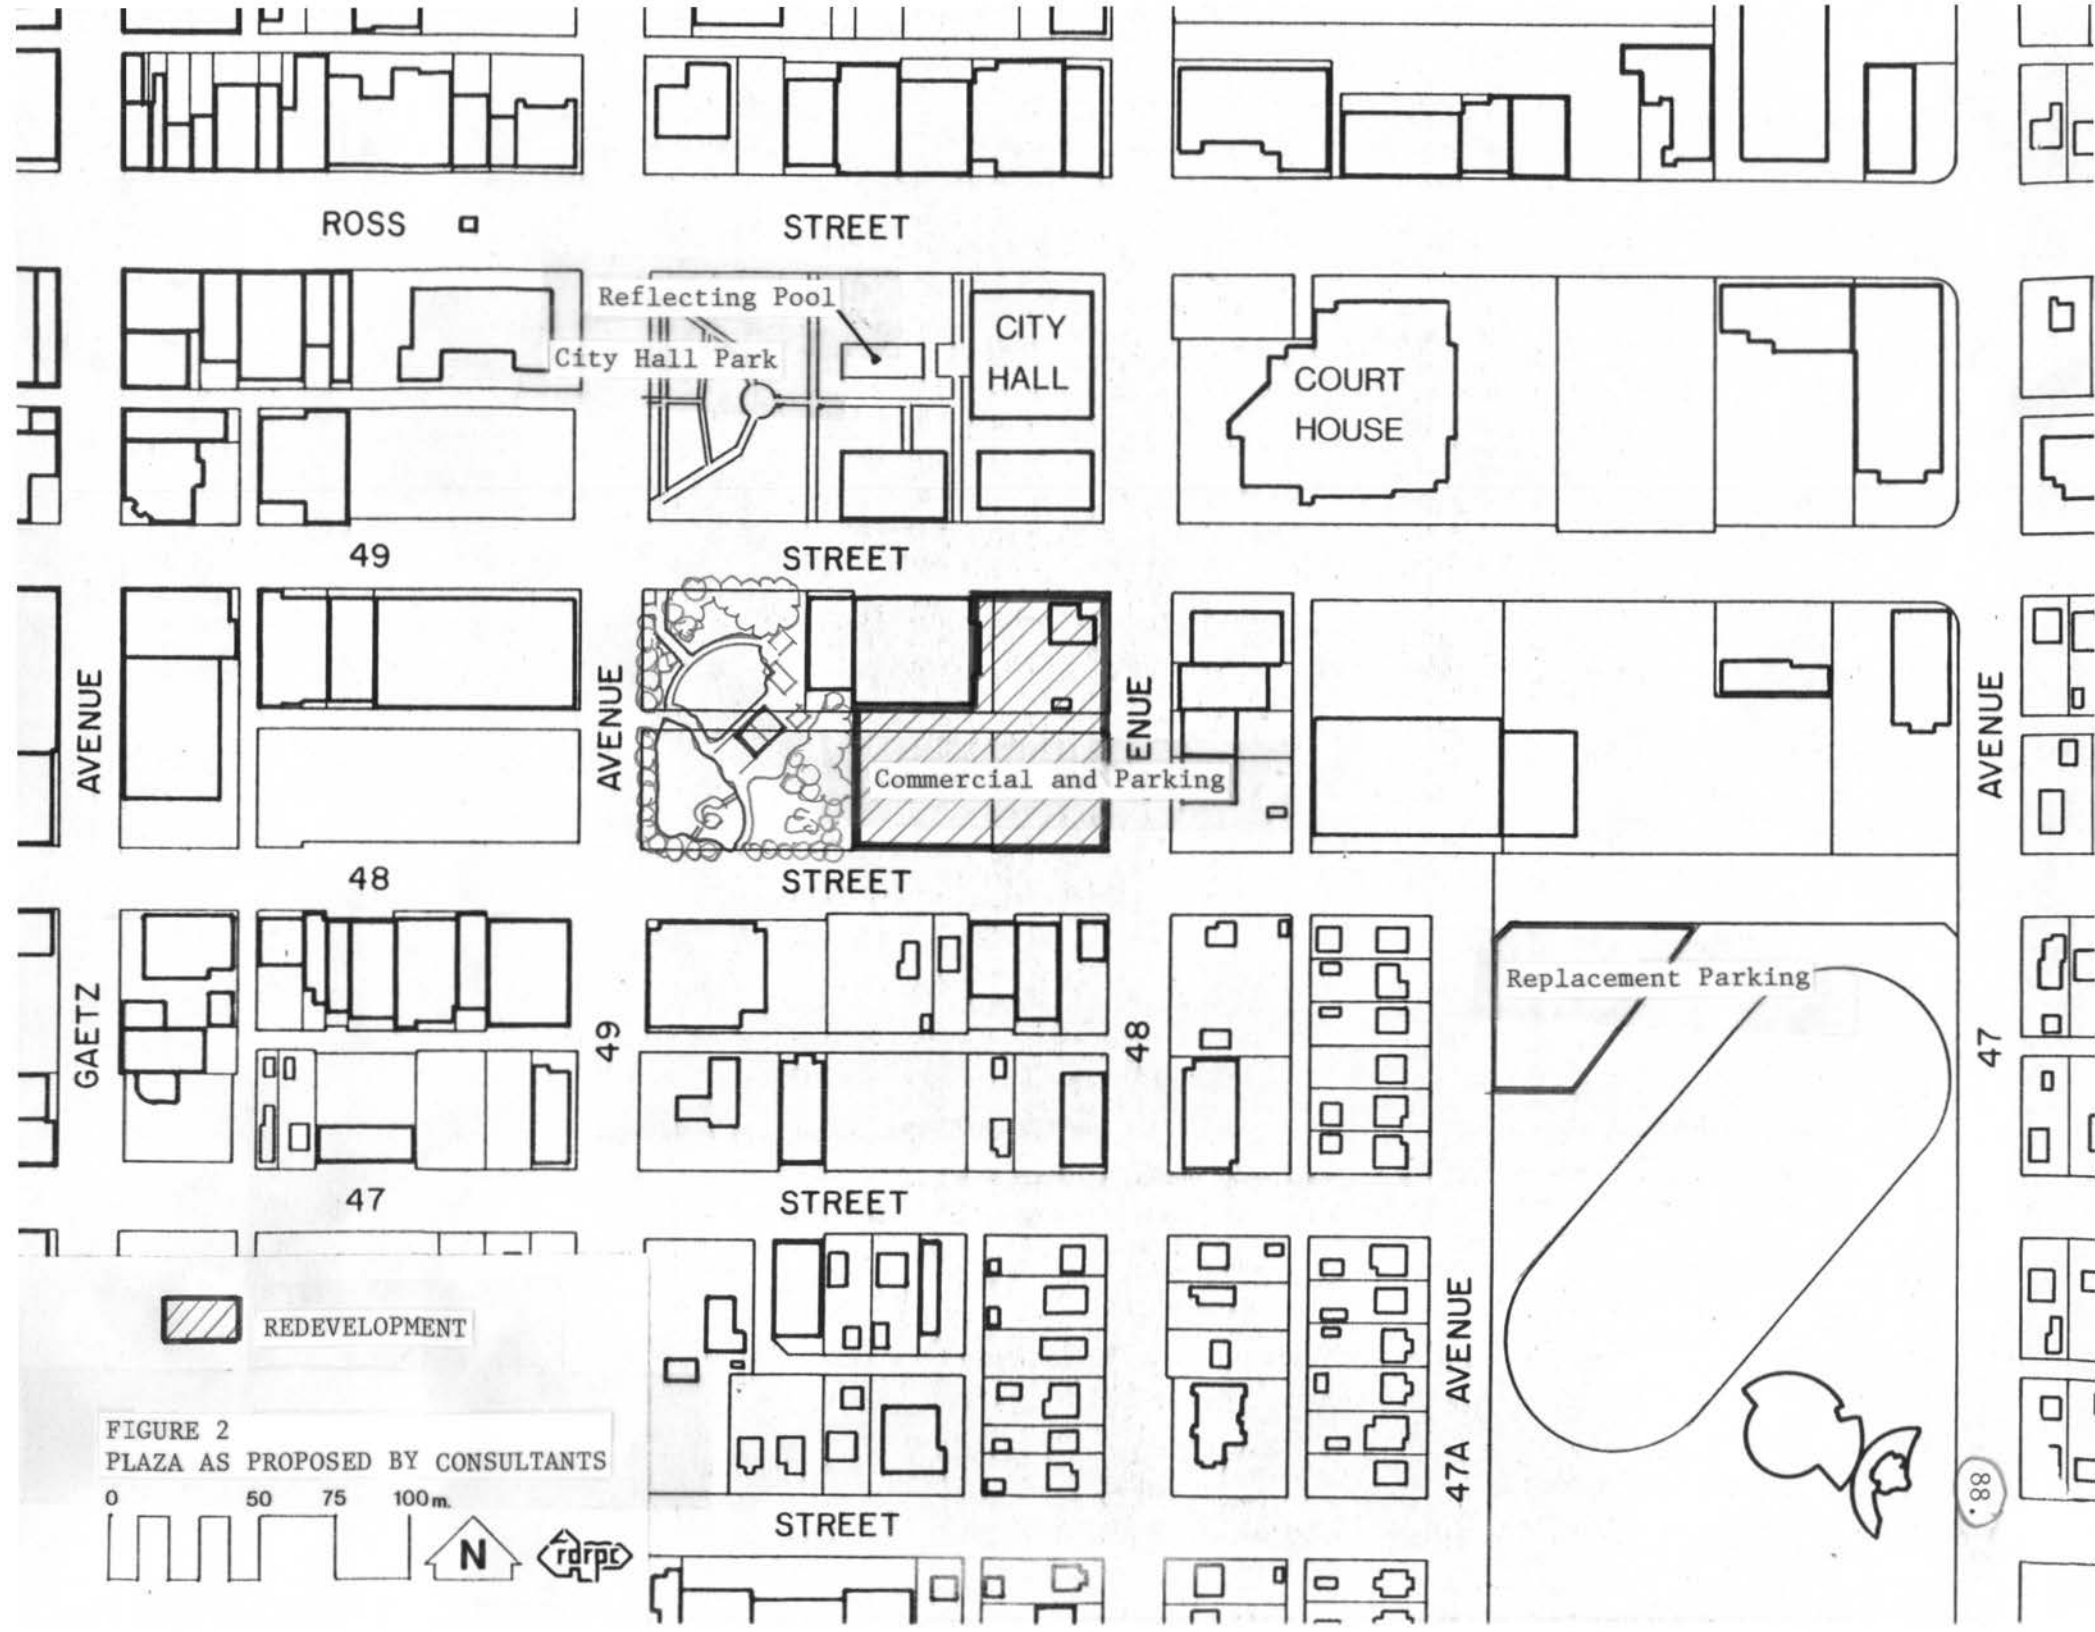 ROSS STREET
Reflecting Pool
City Hall Park
CITY
HALL
COURT
HOUSE
49 STREET
AVENUE
AVENUE
ENUE
AVENUE
Commercial and Parking
48 STREET
GAETZ
49
48
47
Replacement Parking
47 STREET
47A AVENUE
REDEVELOPMENT
FIGURE 2
PLAZA AS PROPOSED BY CONSULTANTS
0 50 75 100 m.
N
rdrpc
STREET
88.